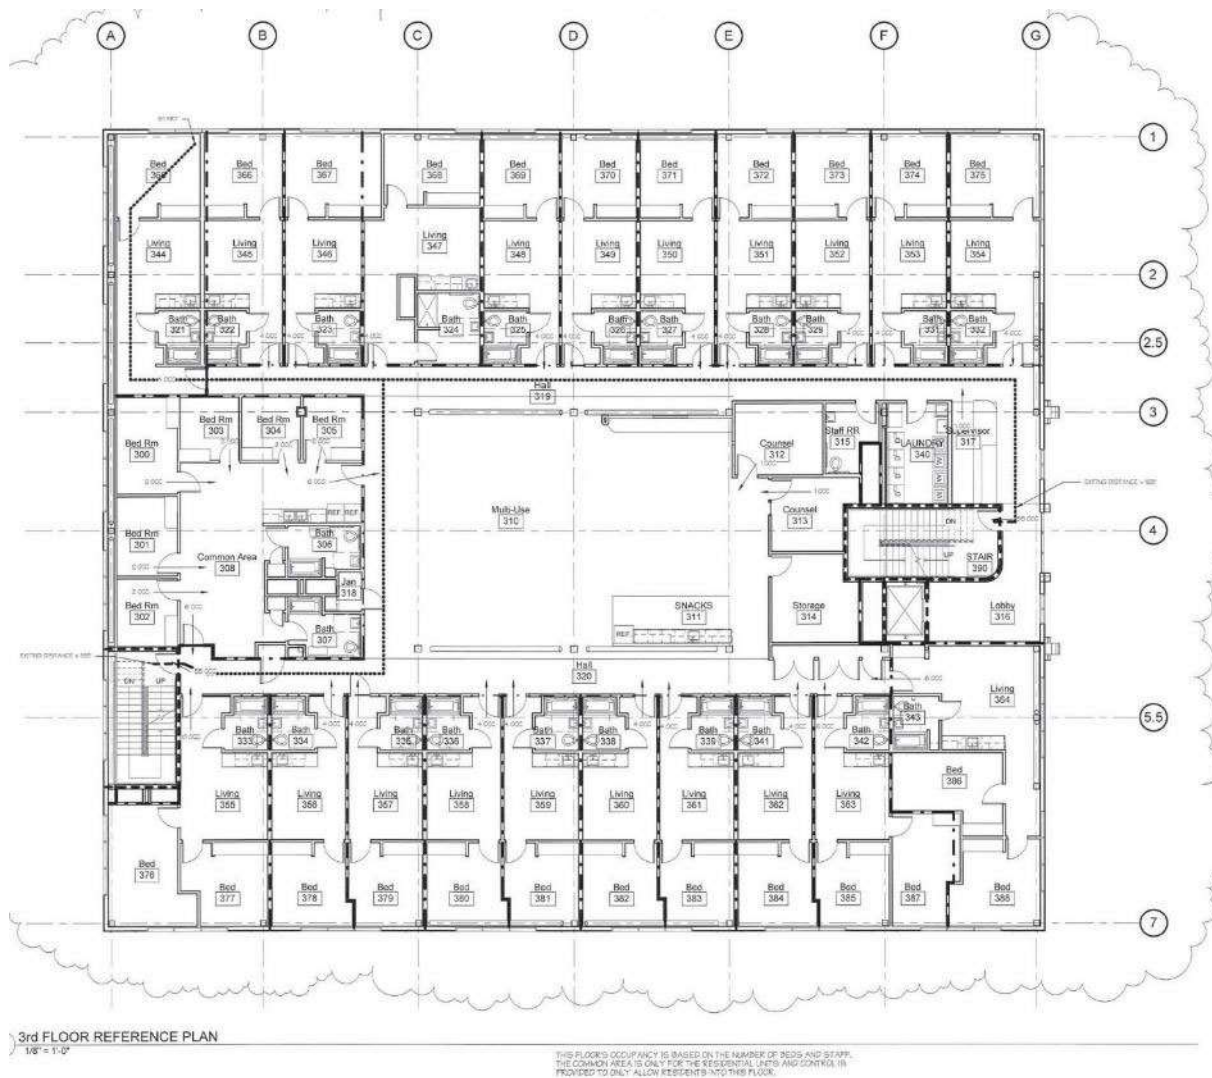 A B C D E F G
1
Bed 365 Bed 366 Bed 367 Bed 368 Bed 369 Bed 370 Bed 371 Bed 372 Bed 373 Bed 374 Bed 375
Living 344 Living 345 Living 346 Living 347 Living 348 Living 349 Living 350 Living 351 Living 352 Living 353 Living 354
2
Bath 321 Bath 322 Bath 323 Bath 324 Bath 325 Bath 326 Bath 327 Bath 328 Bath 329 Bath 331 Bath 332
2.5
Hall 319
3
Bed Rm 300
Bed Rm 303
Bed Rm 304
Bed Rm 305
Counsel 312
Staff RR 315
LAUNDRY 340
Supervisor 317
REF REF
Multi-Use 310
Counsel 313
DN
UP
STAIR 390
4
Bed Rm 301
Bath 306
Common Area 308
Jan 318
Bed Rm 302
Bath 307
SNACKS 311
REF
Storage 314
Lobby 316
Hall 320
DN UP
Living 364
5.5
Bath 333 Bath 334 Bath 335 Bath 336 Bath 337 Bath 338 Bath 339 Bath 341 Bath 342 Bath 343
Living 355 Living 356 Living 357 Living 358 Living 359 Living 360 Living 361 Living 362 Living 363
Bed 386
Bed 376 Bed 377 Bed 378 Bed 379 Bed 380 Bed 381 Bed 382 Bed 383 Bed 384 Bed 385 Bed 387 Bed 388
7
3rd FLOOR REFERENCE PLAN
1/8" = 1'-0"
THIS FLOOR'S OCCUPANCY IS BASED ON THE NUMBER OF BEDS AND STAFF.
THE COMMON AREA IS ONLY FOR THE RESIDENTIAL UNITS AND CONTROL IS
PROVIDED TO ONLY ALLOW RESIDENTS INTO THIS FLOOR.